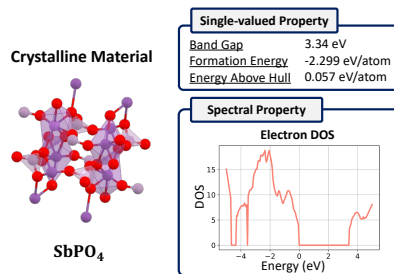 Crystalline Material
SbPO₄
Single-valued Property
Band Gap 3.34 eV
Formation Energy -2.299 eV/atom
Energy Above Hull 0.057 eV/atom
Spectral Property
Electron DOS
DOS
15
10
5
0
−4 −2 0 2 4
Energy (eV)